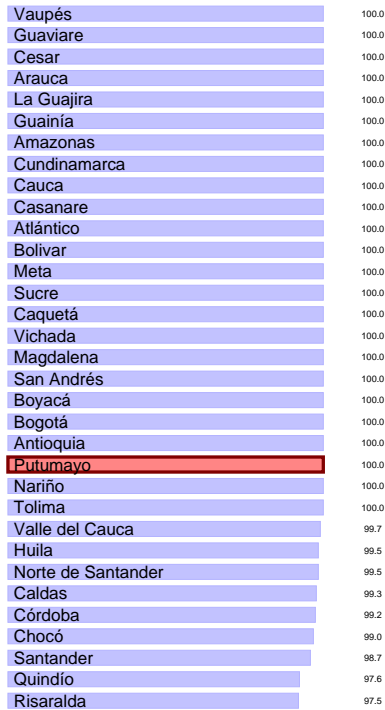 Vaupés 100.0
Guaviare 100.0
Cesar 100.0
Arauca 100.0
La Guajira 100.0
Guainía 100.0
Amazonas 100.0
Cundinamarca 100.0
Cauca 100.0
Casanare 100.0
Atlántico 100.0
Bolivar 100.0
Meta 100.0
Sucre 100.0
Caquetá 100.0
Vichada 100.0
Magdalena 100.0
San Andrés 100.0
Boyacá 100.0
Bogotá 100.0
Antioquia 100.0
Putumayo 100.0
Nariño 100.0
Tolima 100.0
Valle del Cauca 99.7
Huila 99.5
Norte de Santander 99.5
Caldas 99.3
Córdoba 99.2
Chocó 99.0
Santander 98.7
Quindío 97.6
Risaralda 97.5